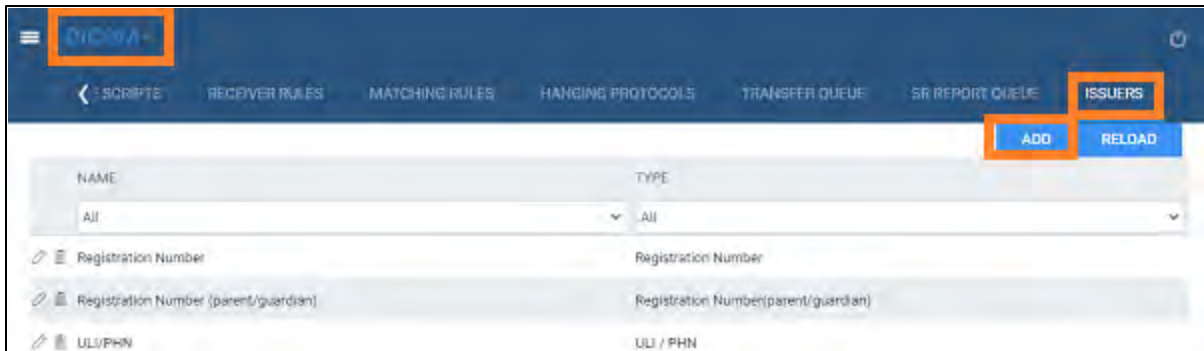 DICOM+
SCRIPTS RECEIVER RULES MATCHING RULES HANGING PROTOCOLS TRANSFER QUEUE SR REPORT QUEUE ISSUERS
ADD RELOAD
NAME TYPE
All All
Registration Number Registration Number
Registration Number (parent/guardian) Registration Number(parent/guardian)
ULI/PHN ULI / PHN